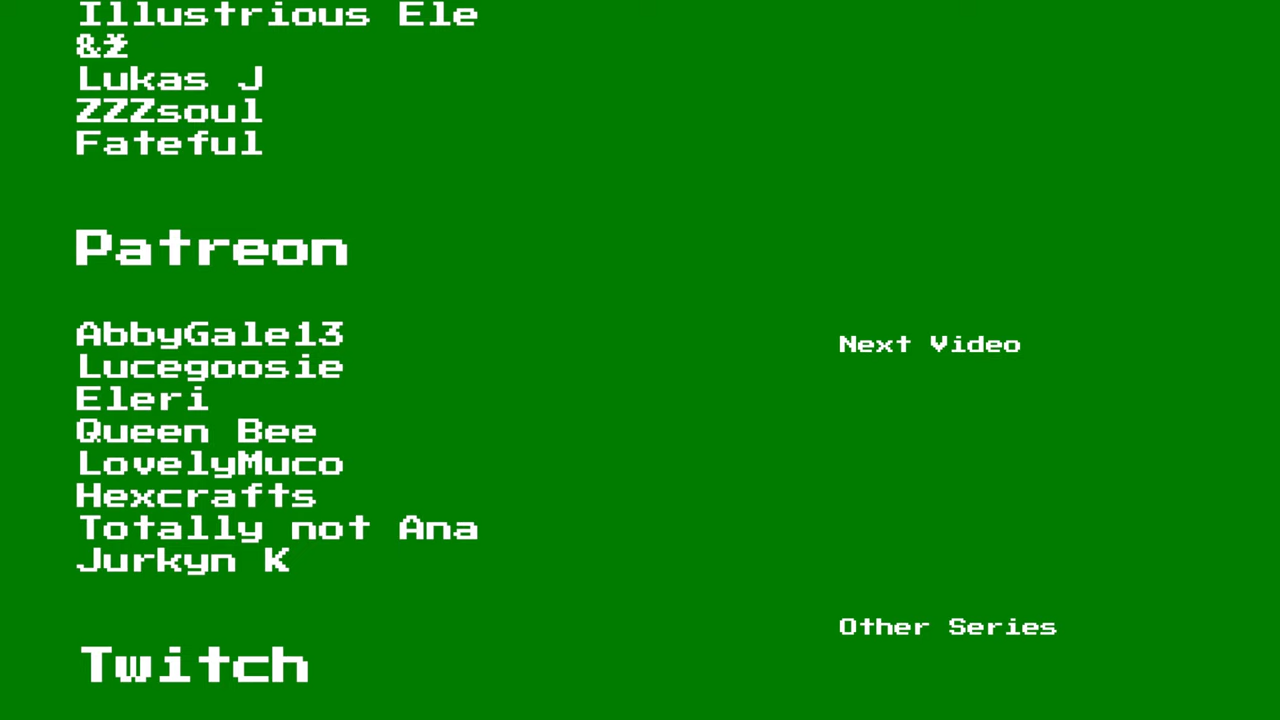 Illustrious Ele
Lukas J
ZZZsoul
Fateful
Patreon
AbbyGale13
Lucegoosie
Eleri
Queen Bee
LovelyMuco
Hexcrafts
Totally not Ana
Jurkyn K
Next Video
Other Series
Twitch